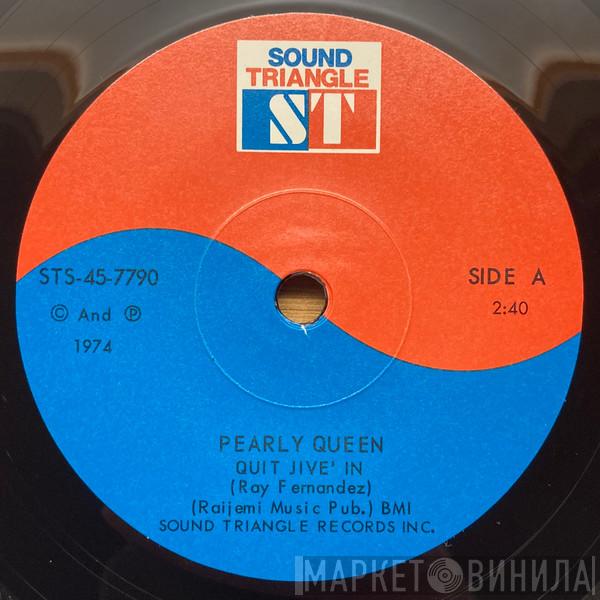 SOUND
TRIANGLE
ST
STS-45-7790
SIDE A
© And ℗
2:40
1974
PEARLY QUEEN
QUIT JIVE' IN
(Ray Fernandez)
(Raijemi Music Pub.) BMI
SOUND TRIANGLE RECORDS INC.
МАРКЕТ ВИНИЛА